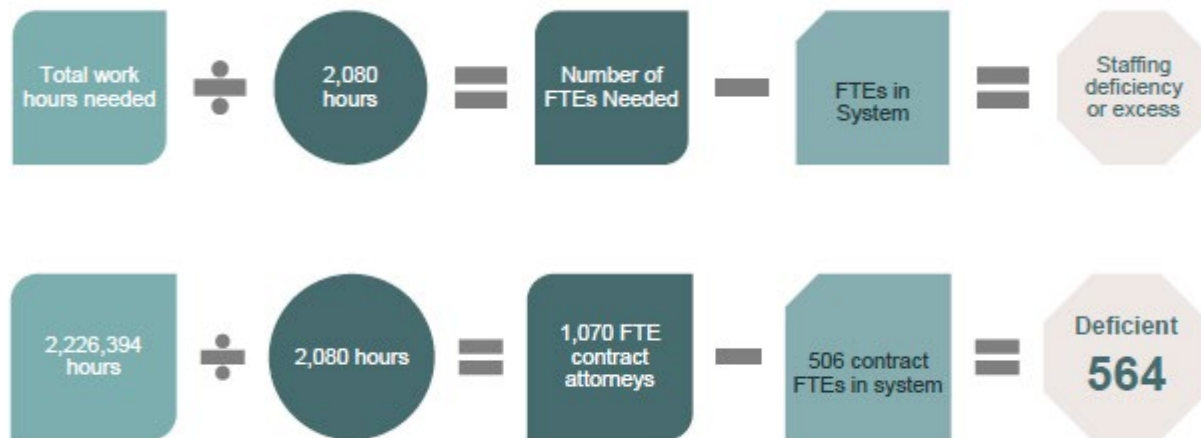 Total work
hours needed
2,080
hours
Number of
FTEs Needed
FTEs in
System
Staffing
deficiency
or excess
2,226,394
hours
2,080 hours
1,070 FTE
contract
attorneys
506 contract
FTEs in system
Deficient
564